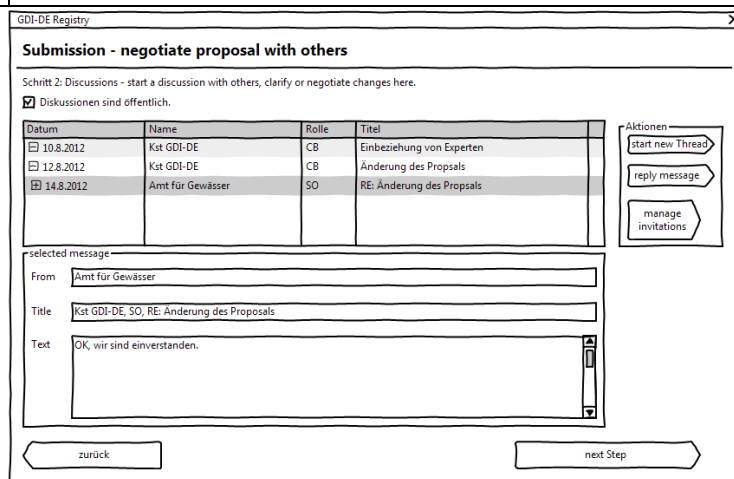 GDI-DE Registry
Submission - negotiate proposal with others
Schritt 2: Discussions - start a discussion with others, clarify or negotiate changes here.
Diskussionen sind öffentlich.
Datum Name Rolle Titel
10.8.2012 Kst GDI-DE CB Einbeziehung von Experten
12.8.2012 Kst GDI-DE CB Änderung des Propsals
14.8.2012 Amt für Gewässer SO RE: Änderung des Propsals
Aktionen
start new Thread
reply message
manage
invitations
selected message
From Amt für Gewässer
Title Kst GDI-DE, SO, RE: Änderung des Proposals
Text OK, wir sind einverstanden.
zurück
next Step